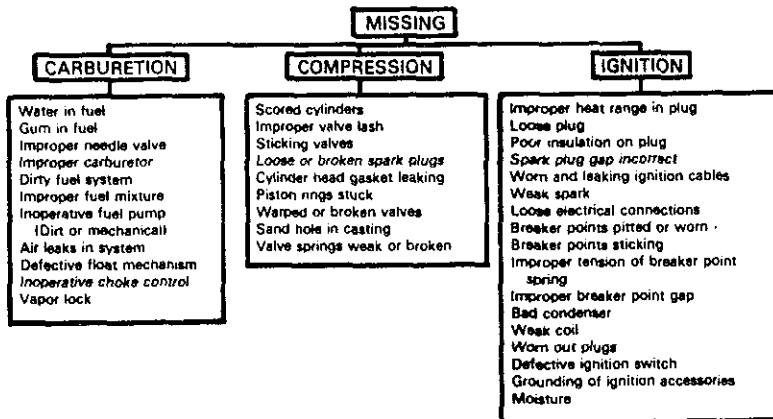 MISSING
CARBURETION
Water in fuel
Gum in fuel
Improper needle valve
Improper carburetor
Dirty fuel system
Improper fuel mixture
Inoperative fuel pump
(Dirt or mechanical)
Air leaks in system
Defective float mechanism
Inoperative choke control
Vapor lock
COMPRESSION
Scored cylinders
Improper valve lash
Sticking valves
Loose or broken spark plugs
Cylinder head gasket leaking
Piston rings stuck
Warped or broken valves
Sand hole in casting
Valve springs weak or broken
IGNITION
Improper heat range in plug
Loose plug
Poor insulation on plug
Spark plug gap incorrect
Worn and leaking ignition cables
Weak spark
Loose electrical connections
Breaker points pitted or worn
Breaker points sticking
Improper tension of breaker point
spring
Improper breaker point gap
Bad condenser
Weak coil
Worn out plugs
Defective ignition switch
Grounding of ignition accessories
Moisture